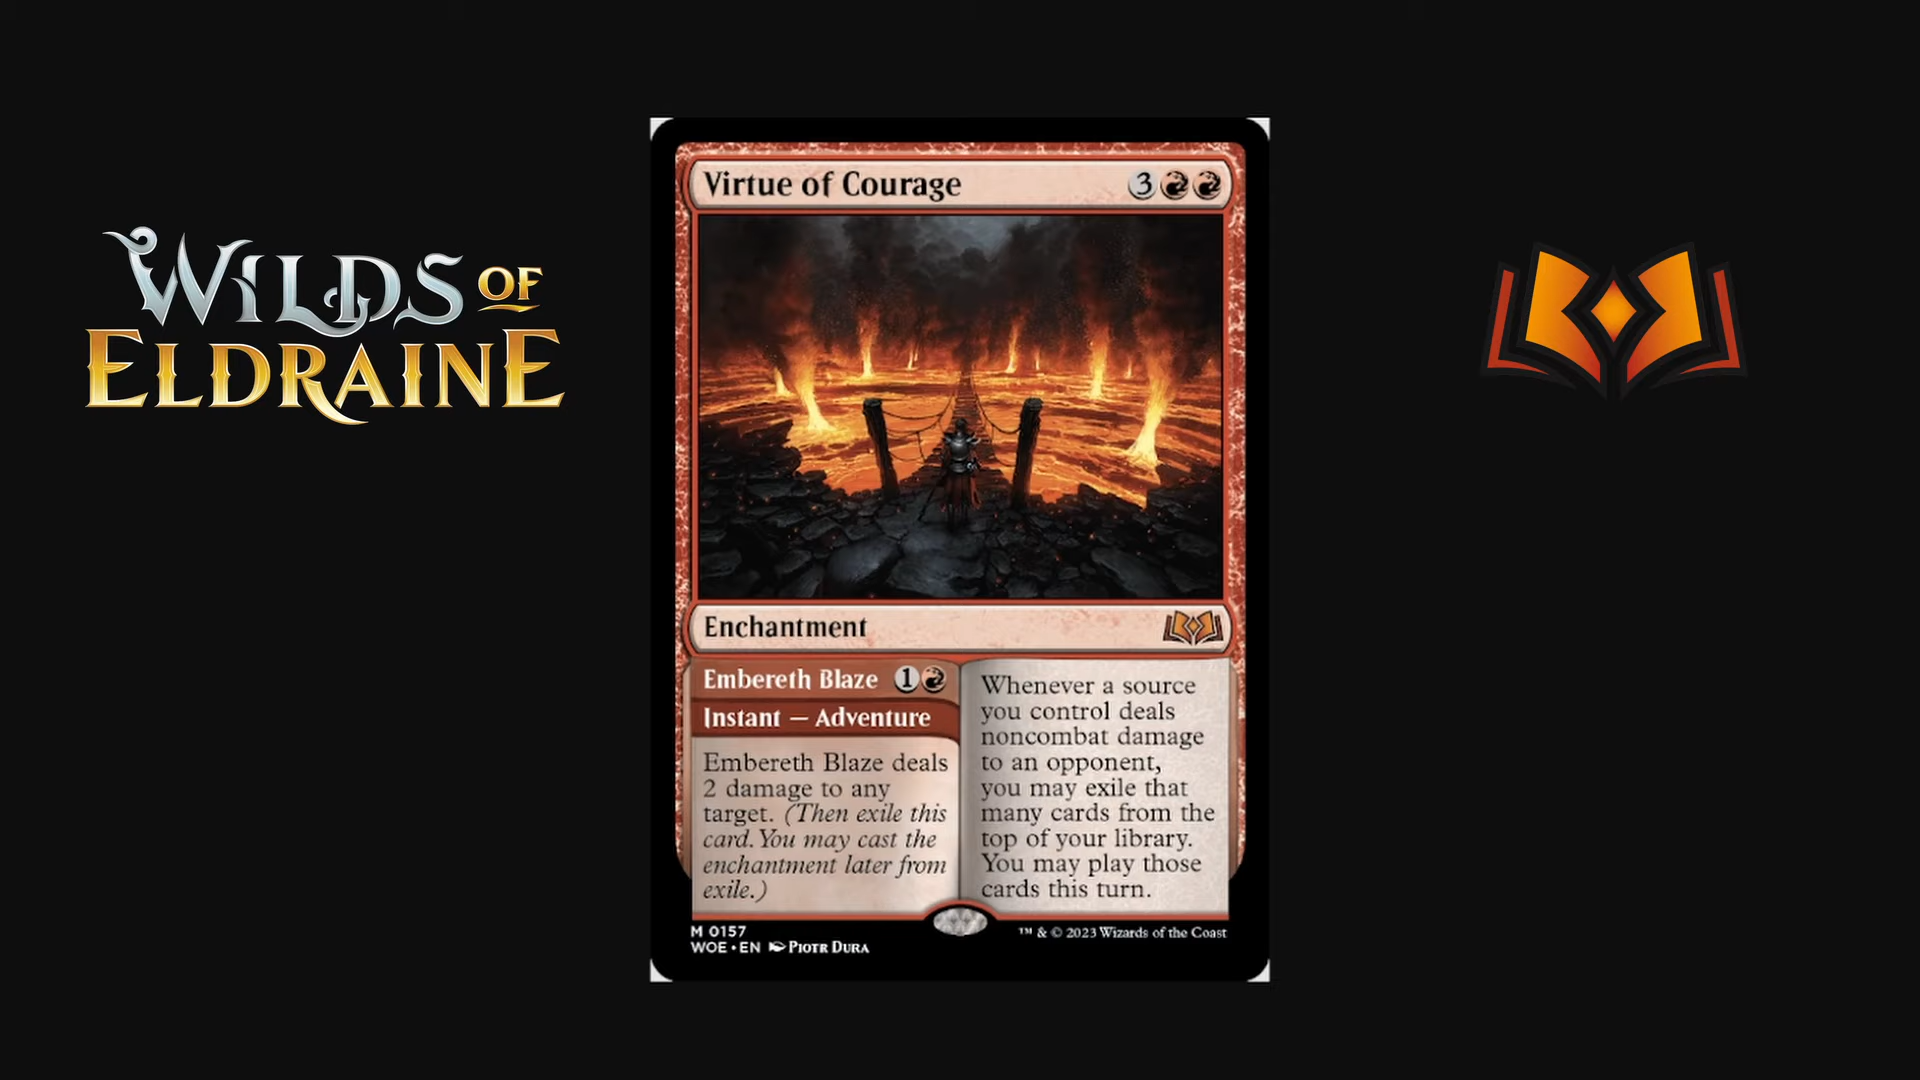 WILDS OF
ELDRAINE
Virtue of Courage 3
Enchantment
Embereth Blaze 1
Instant — Adventure
Embereth Blaze deals
2 damage to any
target. (Then exile this
card. You may cast the
enchantment later from
exile.)
Whenever a source
you control deals
noncombat damage
to an opponent,
you may exile that
many cards from the
top of your library.
You may play those
cards this turn.
M 0157
WOE • EN Piotr Dura
™ & © 2023 Wizards of the Coast